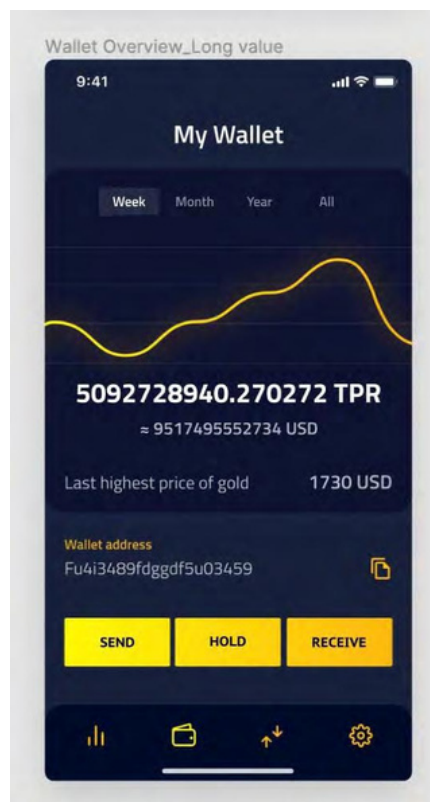 Wallet Overview_Long value
9:41
My Wallet
Week Month Year All
5092728940.270272 TPR
≈ 9517495552734 USD
Last highest price of gold 1730 USD
Wallet address
Fu4i3489fdggdf5u03459
SEND HOLD RECEIVE